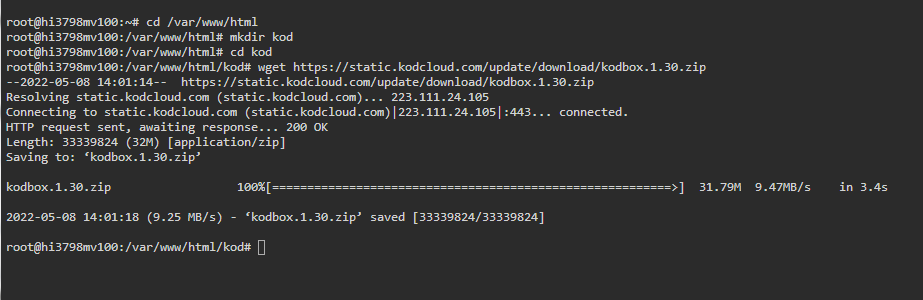 root@hi3798mv100:~# cd /var/www/html
root@hi3798mv100:/var/www/html# mkdir kod
root@hi3798mv100:/var/www/html# cd kod
root@hi3798mv100:/var/www/html/kod# wget https://static.kodcloud.com/update/download/kodbox.1.30.zip
--2022-05-08 14:01:14--  https://static.kodcloud.com/update/download/kodbox.1.30.zip
Resolving static.kodcloud.com (static.kodcloud.com)... 223.111.24.105
Connecting to static.kodcloud.com (static.kodcloud.com)|223.111.24.105|:443... connected.
HTTP request sent, awaiting response... 200 OK
Length: 33339824 (32M) [application/zip]
Saving to: ‘kodbox.1.30.zip’
kodbox.1.30.zip                  100%[=========================================================>]  31.79M  9.47MB/s    in 3.4s
2022-05-08 14:01:18 (9.25 MB/s) - ‘kodbox.1.30.zip’ saved [33339824/33339824]
root@hi3798mv100:/var/www/html/kod#